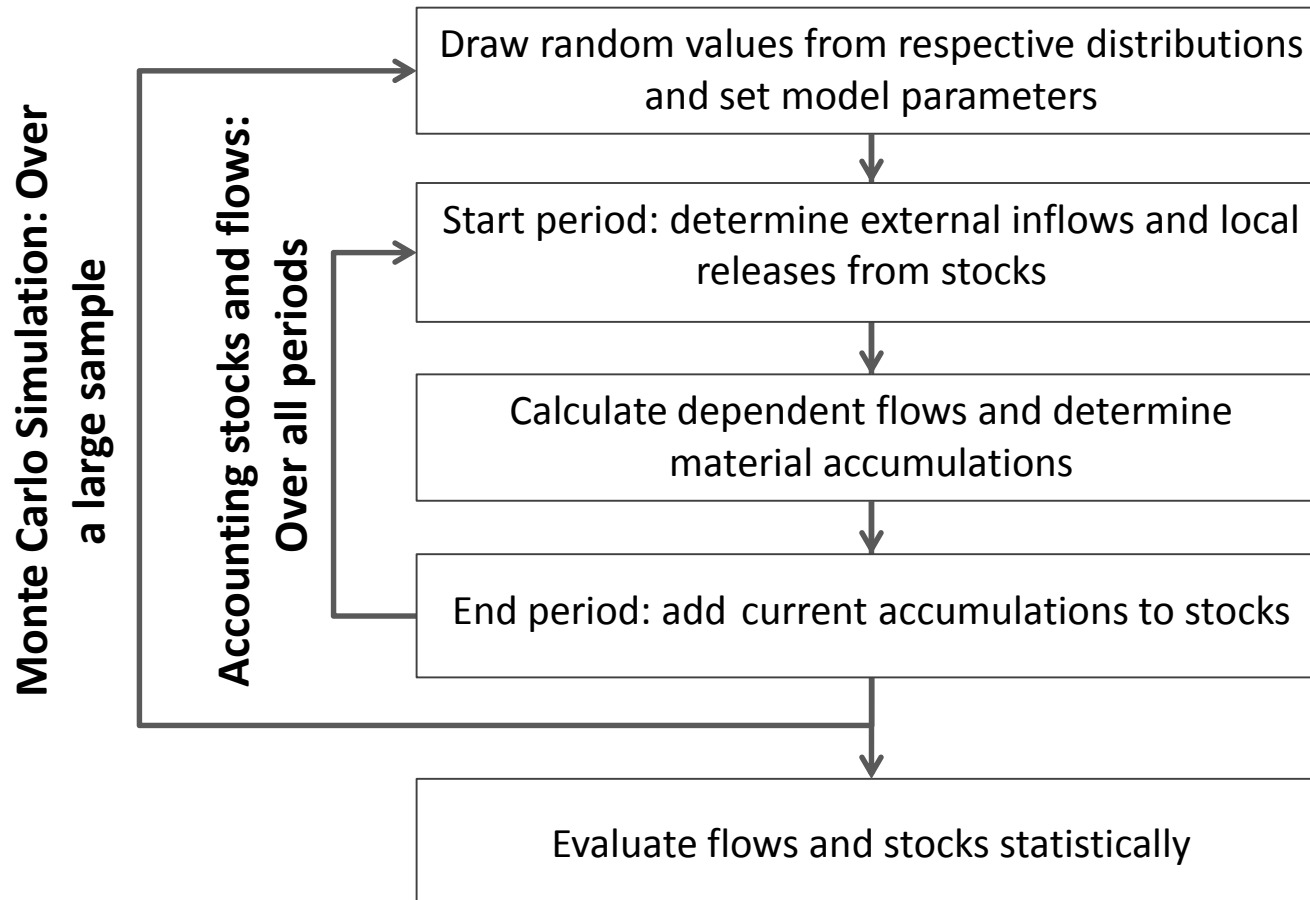 Monte Carlo Simulation: Over
a large sample
Accounting stocks and flows:
Over all periods
Draw random values from respective distributions
and set model parameters
Start period: determine external inflows and local
releases from stocks
Calculate dependent flows and determine
material accumulations
End period: add current accumulations to stocks
Evaluate flows and stocks statistically